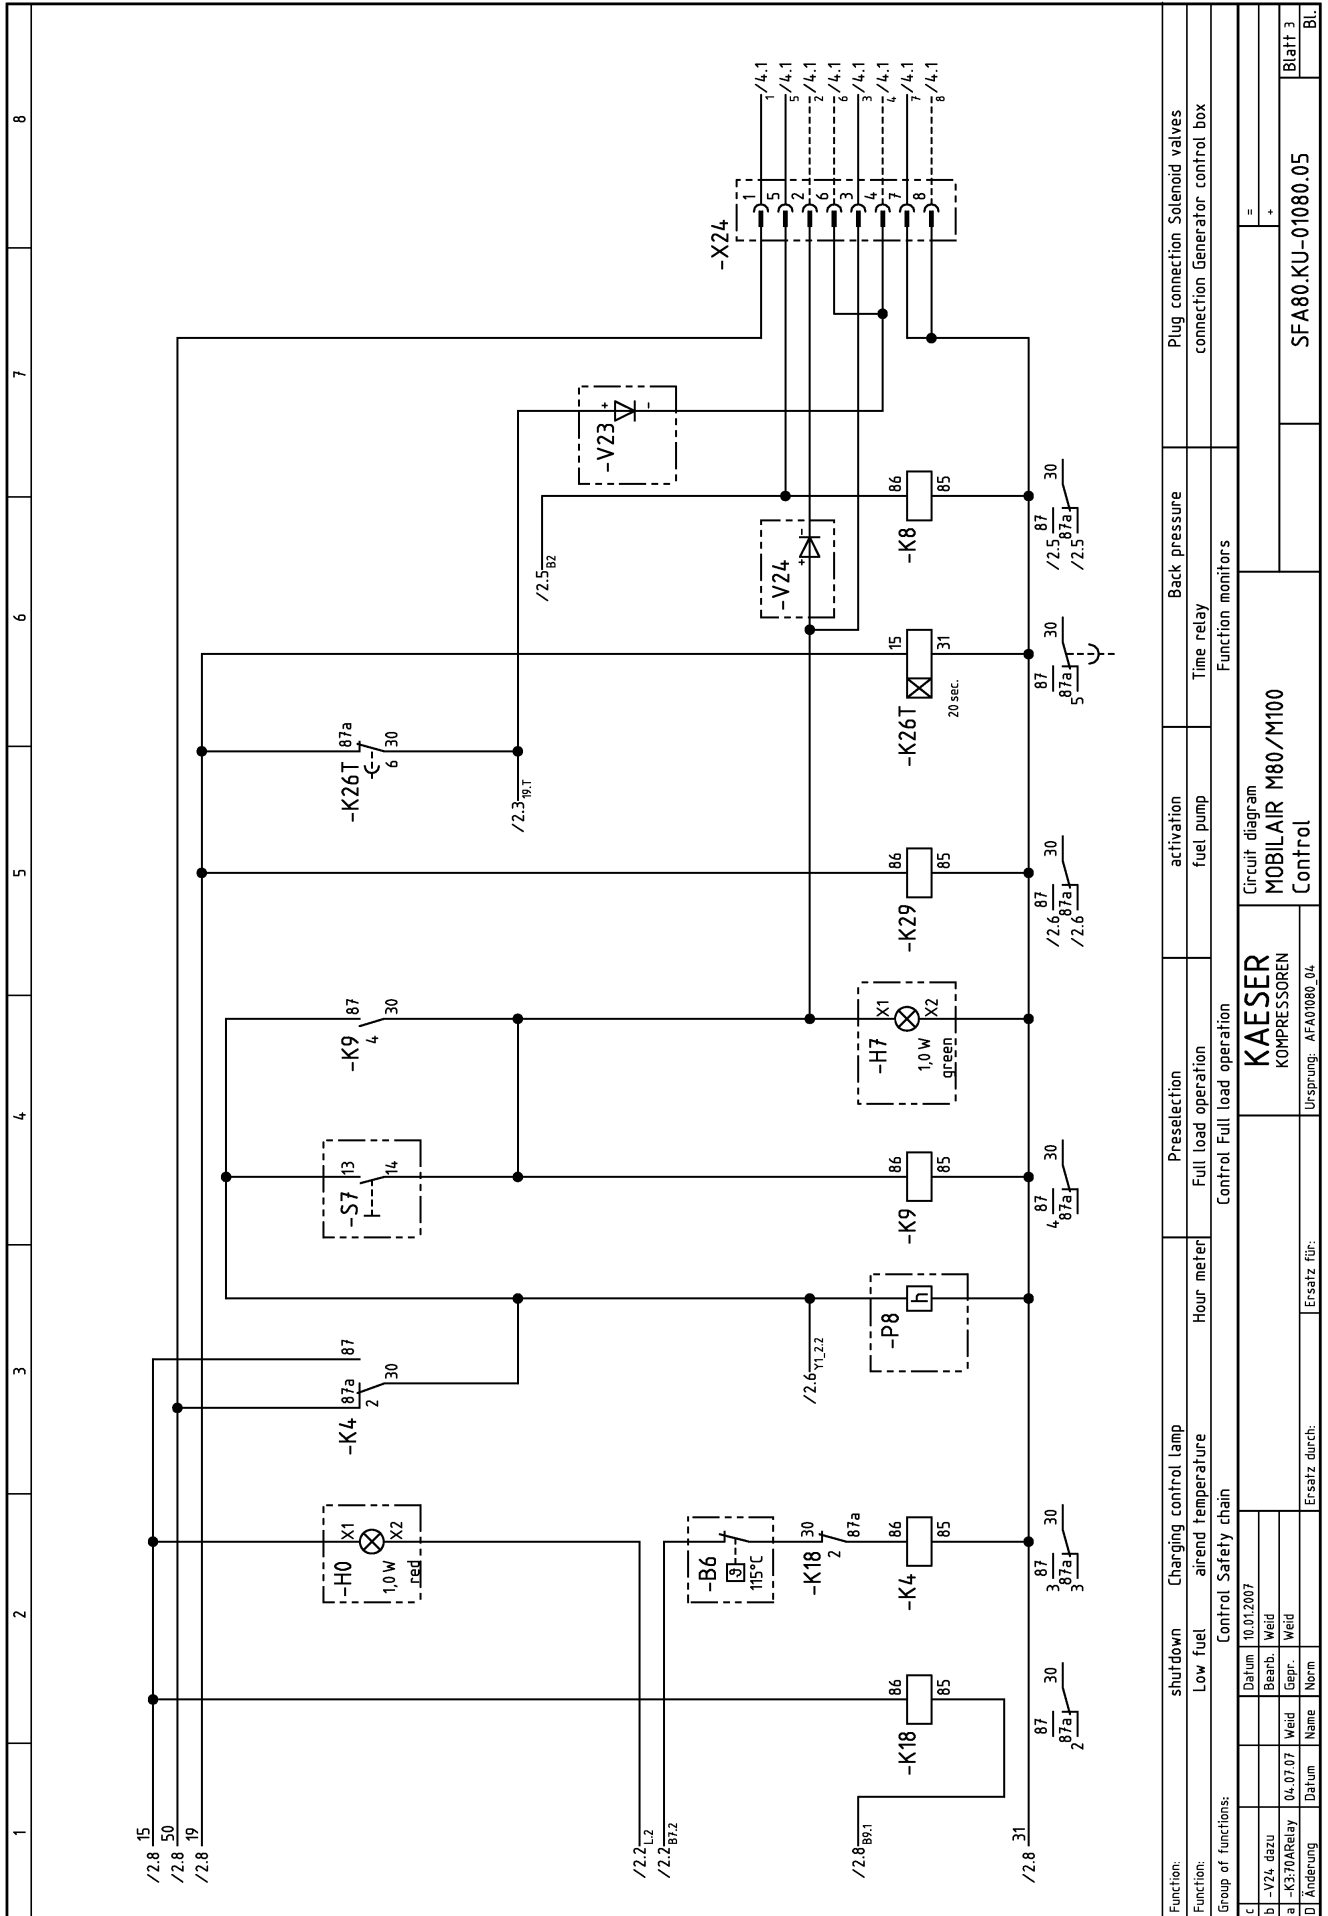 1 2 3 4 5 6 7 8
/2.8 15
/2.8 50
/2.8 19
/2.2 L.2
/2.2 B7.2
/2.8 B9.1
/2.8 31
-K18 86 85
87 30
87a
2
-H0 X1 X2
1,0 W
red
-B6
ϑ
115°C
-K18 30 87a
2
-K4 86 85
87 30
3 87a
3
-K4 87a 87
2 30
/2.6 Y1_2.2
-P8 h
-S7 13 14
-K9 86 85
87 30
4 87a
-K9 87 30
4
-H7 X1 X2
1,0 W
green
-K29 86 85
87 30
/2.6 87a
/2.6
-K26T 87a 30
6
/2.3 19.T
-K26T 15 31
20 sec.
87 30
87a
5
/2.5 B2
-V24 + -
-K8 86 85
87 30
/2.5 87a
/2.5
-V23 + -
-X24
1 /4.1 1
5 /4.1 5
2 /4.1 2
6 /4.1 6
3 /4.1 3
4 /4.1 4
7 /4.1 7
8 /4.1 8
Function: shutdown Charging control lamp Preselection activation Back pressure Plug connection Solenoid valves
Function: Low fuel airend temperature Hour meter Full load operation fuel pump Time relay connection Generator control box
Group of functions: Control Safety chain Control Full load operation Function monitors
c Datum 10.01.2007
b -V24 dazu Bearb. Weid
a -K3:70ARelay 04.07.07 Weid Gepr. Weid
D Änderung Datum Name Norm
Ersatz durch: Ersatz für: Ursprung: AFA01080_04
KAESER
KOMPRESSOREN
Circuit diagram
MOBILAIR M80/M100
Control
=
+
SFA80.KU-01080.05
Blatt 3
Bl.